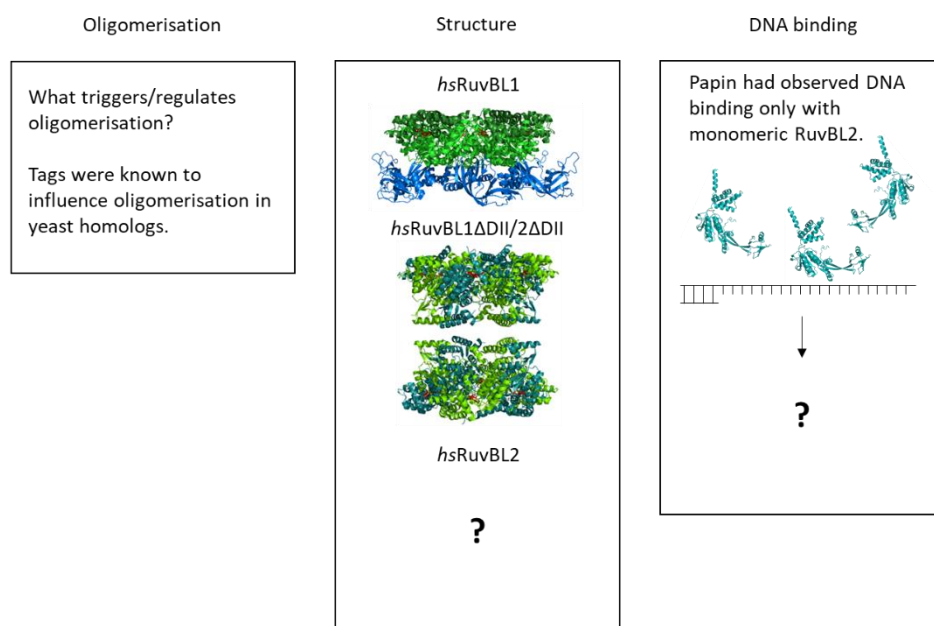 Oligomerisation
What triggers/regulates
oligomerisation?
Tags were known to
influence oligomerisation in
yeast homologs.
Structure
hsRuvBL1
hsRuvBL1ΔDII/2ΔDII
hsRuvBL2
?
DNA binding
Papin had observed DNA
binding only with
monomeric RuvBL2.
?